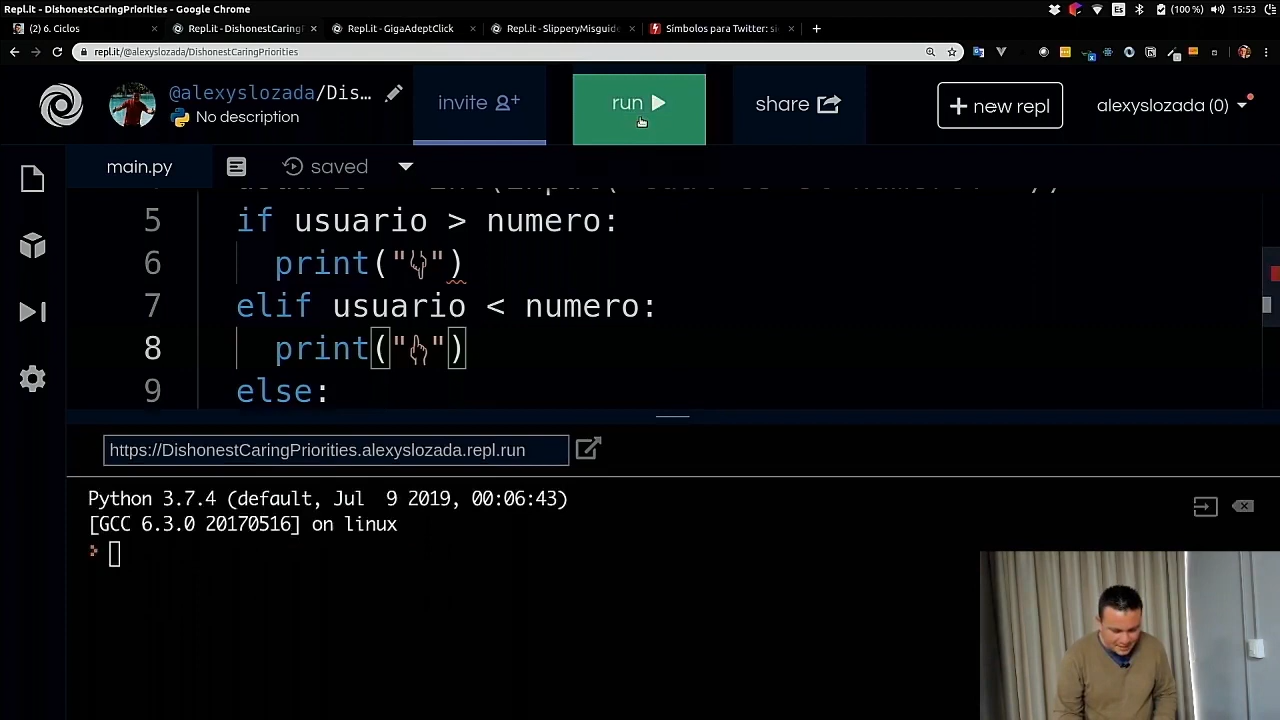 Repl.it - DishonestCaringPriorities - Google Chrome
Es (100 %) 15:53
(2) 6. Ciclos × Repl.it - DishonestCaringPri × Repl.it - GigaAdeptClick × Repl.it - SlipperyMisguid × Símbolos para Twitter: si × +
repl.it/@alexyslozada/DishonestCaringPriorities
@alexyslozada/Dis...
No description
invite
run
share
+ new repl
alexyslozada (0)
main.py
saved
5 if usuario > numero:
6 print("👇")
7 elif usuario < numero:
8 print("👆")
9 else:
https://DishonestCaringPriorities.alexyslozada.repl.run
Python 3.7.4 (default, Jul 9 2019, 00:06:43)
[GCC 6.3.0 20170516] on linux